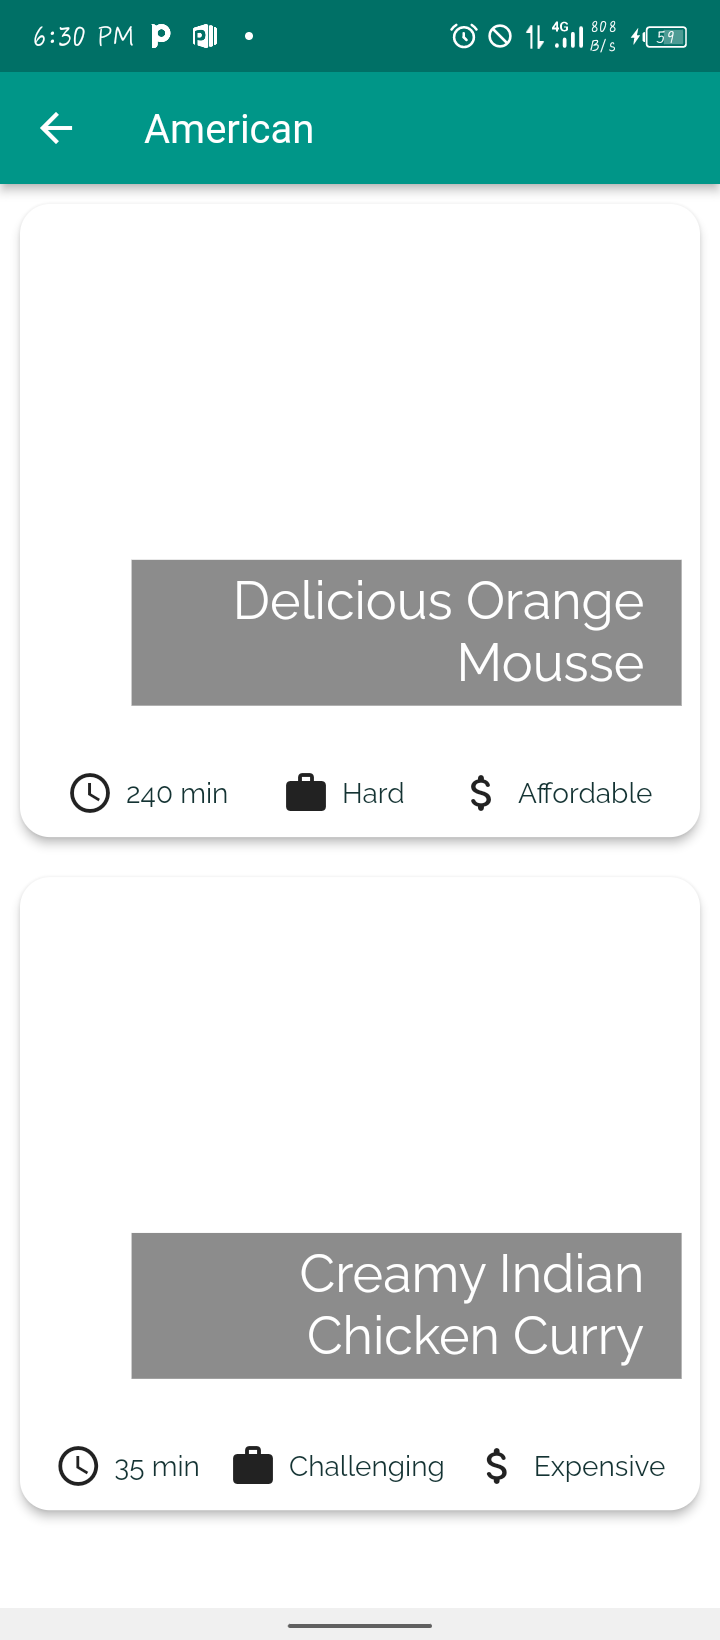 6:30 PM
4G 808 B/s 59
American
Delicious Orange
Mousse
240 min Hard $ Affordable
Creamy Indian
Chicken Curry
35 min Challenging $ Expensive